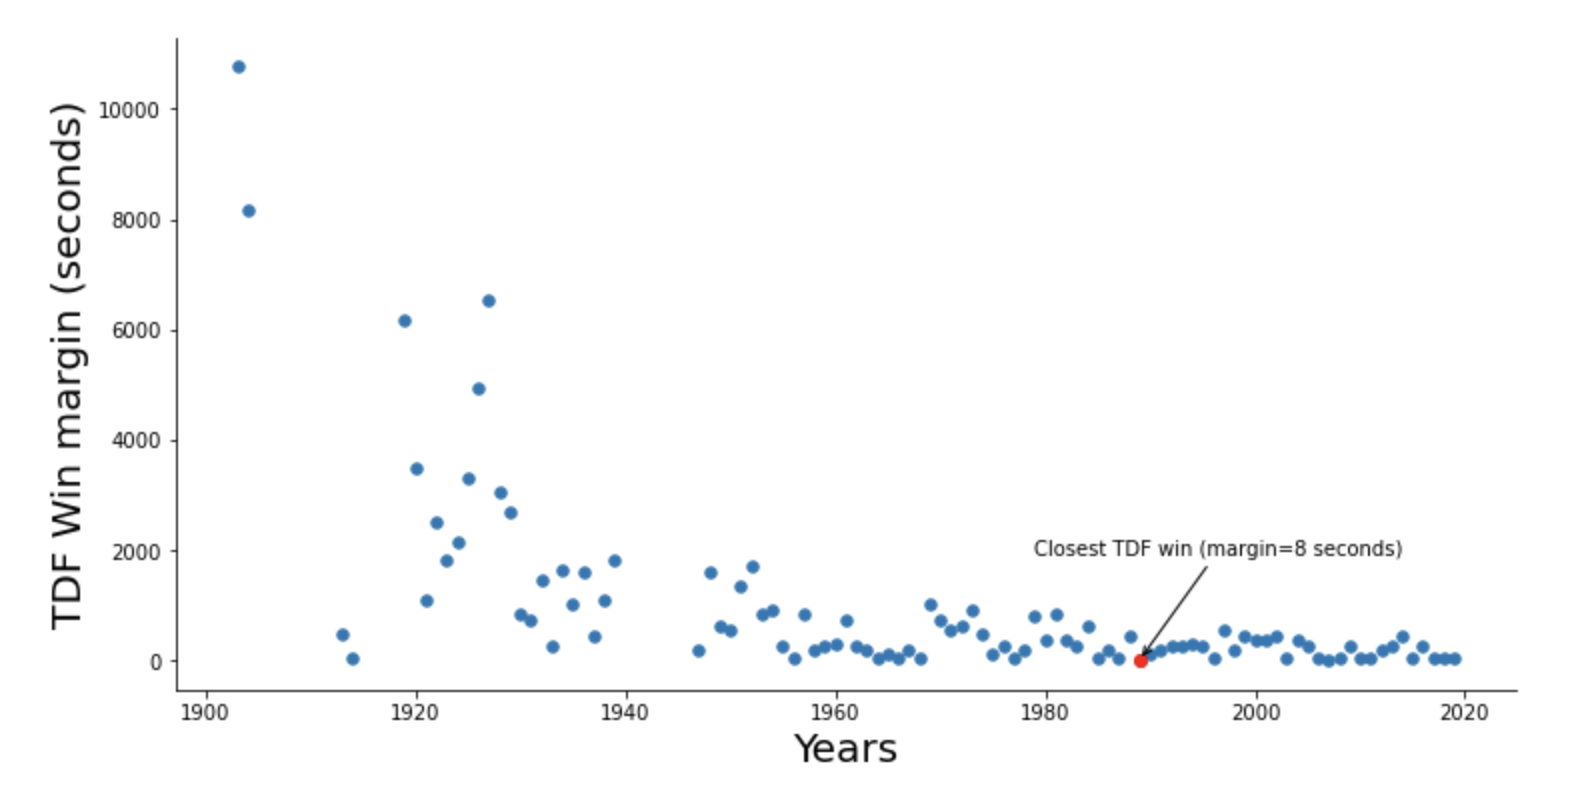 TDF Win margin (seconds)
10000
8000
6000
4000
2000
0
Closest TDF win (margin=8 seconds)
1900 1920 1940 1960 1980 2000 2020
Years